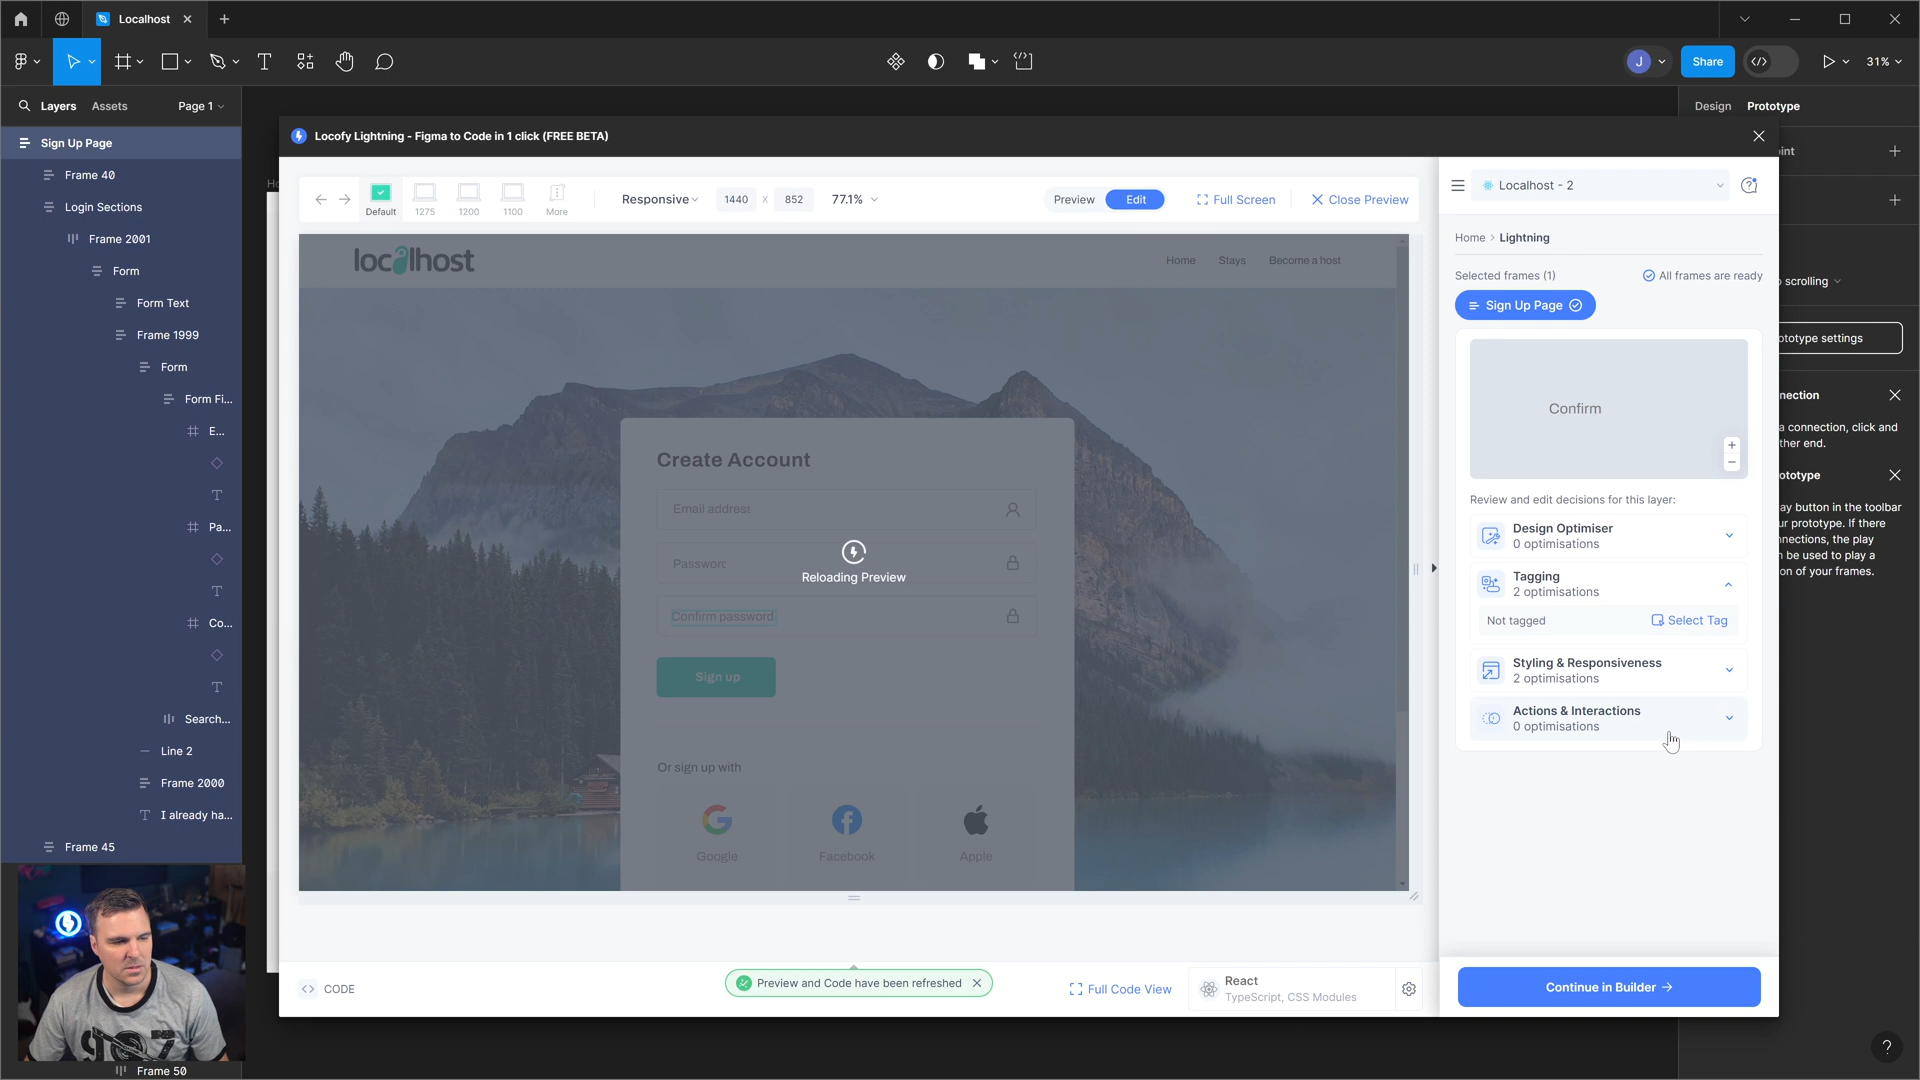 Localhost
J
Share
31%
Layers
Assets
Page 1
Design
Prototype
Sign Up Page
Frame 40
Login Sections
Frame 2001
Form
Form Text
Frame 1999
Form
Form Fi...
E...
Pa...
Co...
Search...
Line 2
Frame 2000
I already ha...
Frame 45
Frame 50
Locofy Lightning - Figma to Code in 1 click (FREE BETA)
Default
1275
1200
1100
More
Responsive
1440 x 852
77.1%
Preview
Edit
Full Screen
Close Preview
localhost
Home
Stays
Become a host
Create Account
Email address
Password
Reloading Preview
Confirm password
Sign up
Or sign up with
Google
Facebook
Apple
CODE
Preview and Code have been refreshed
Full Code View
React
TypeScript, CSS Modules
Localhost - 2
Home > Lightning
Selected frames (1)
All frames are ready
Sign Up Page
Confirm
Review and edit decisions for this layer:
Design Optimiser
0 optimisations
Tagging
2 optimisations
Not tagged
Select Tag
Styling & Responsiveness
2 optimisations
Actions & Interactions
0 optimisations
Continue in Builder →
scrolling
ototype settings
nection
a connection, click and
ther end.
ototype
ay button in the toolbar
ur prototype. If there
nnections, the play
n be used to play a
on of your frames.
?